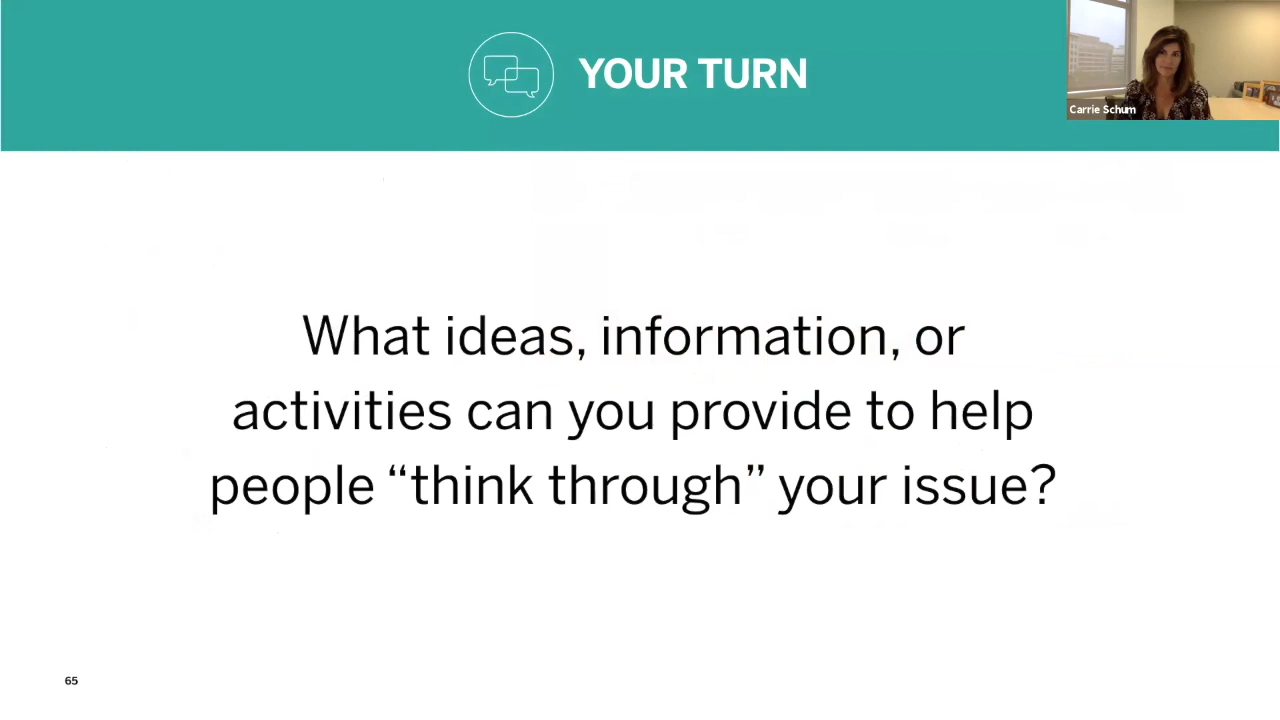 YOUR TURN
Carrie Schum
What ideas, information, or
activities can you provide to help
people “think through” your issue?
65